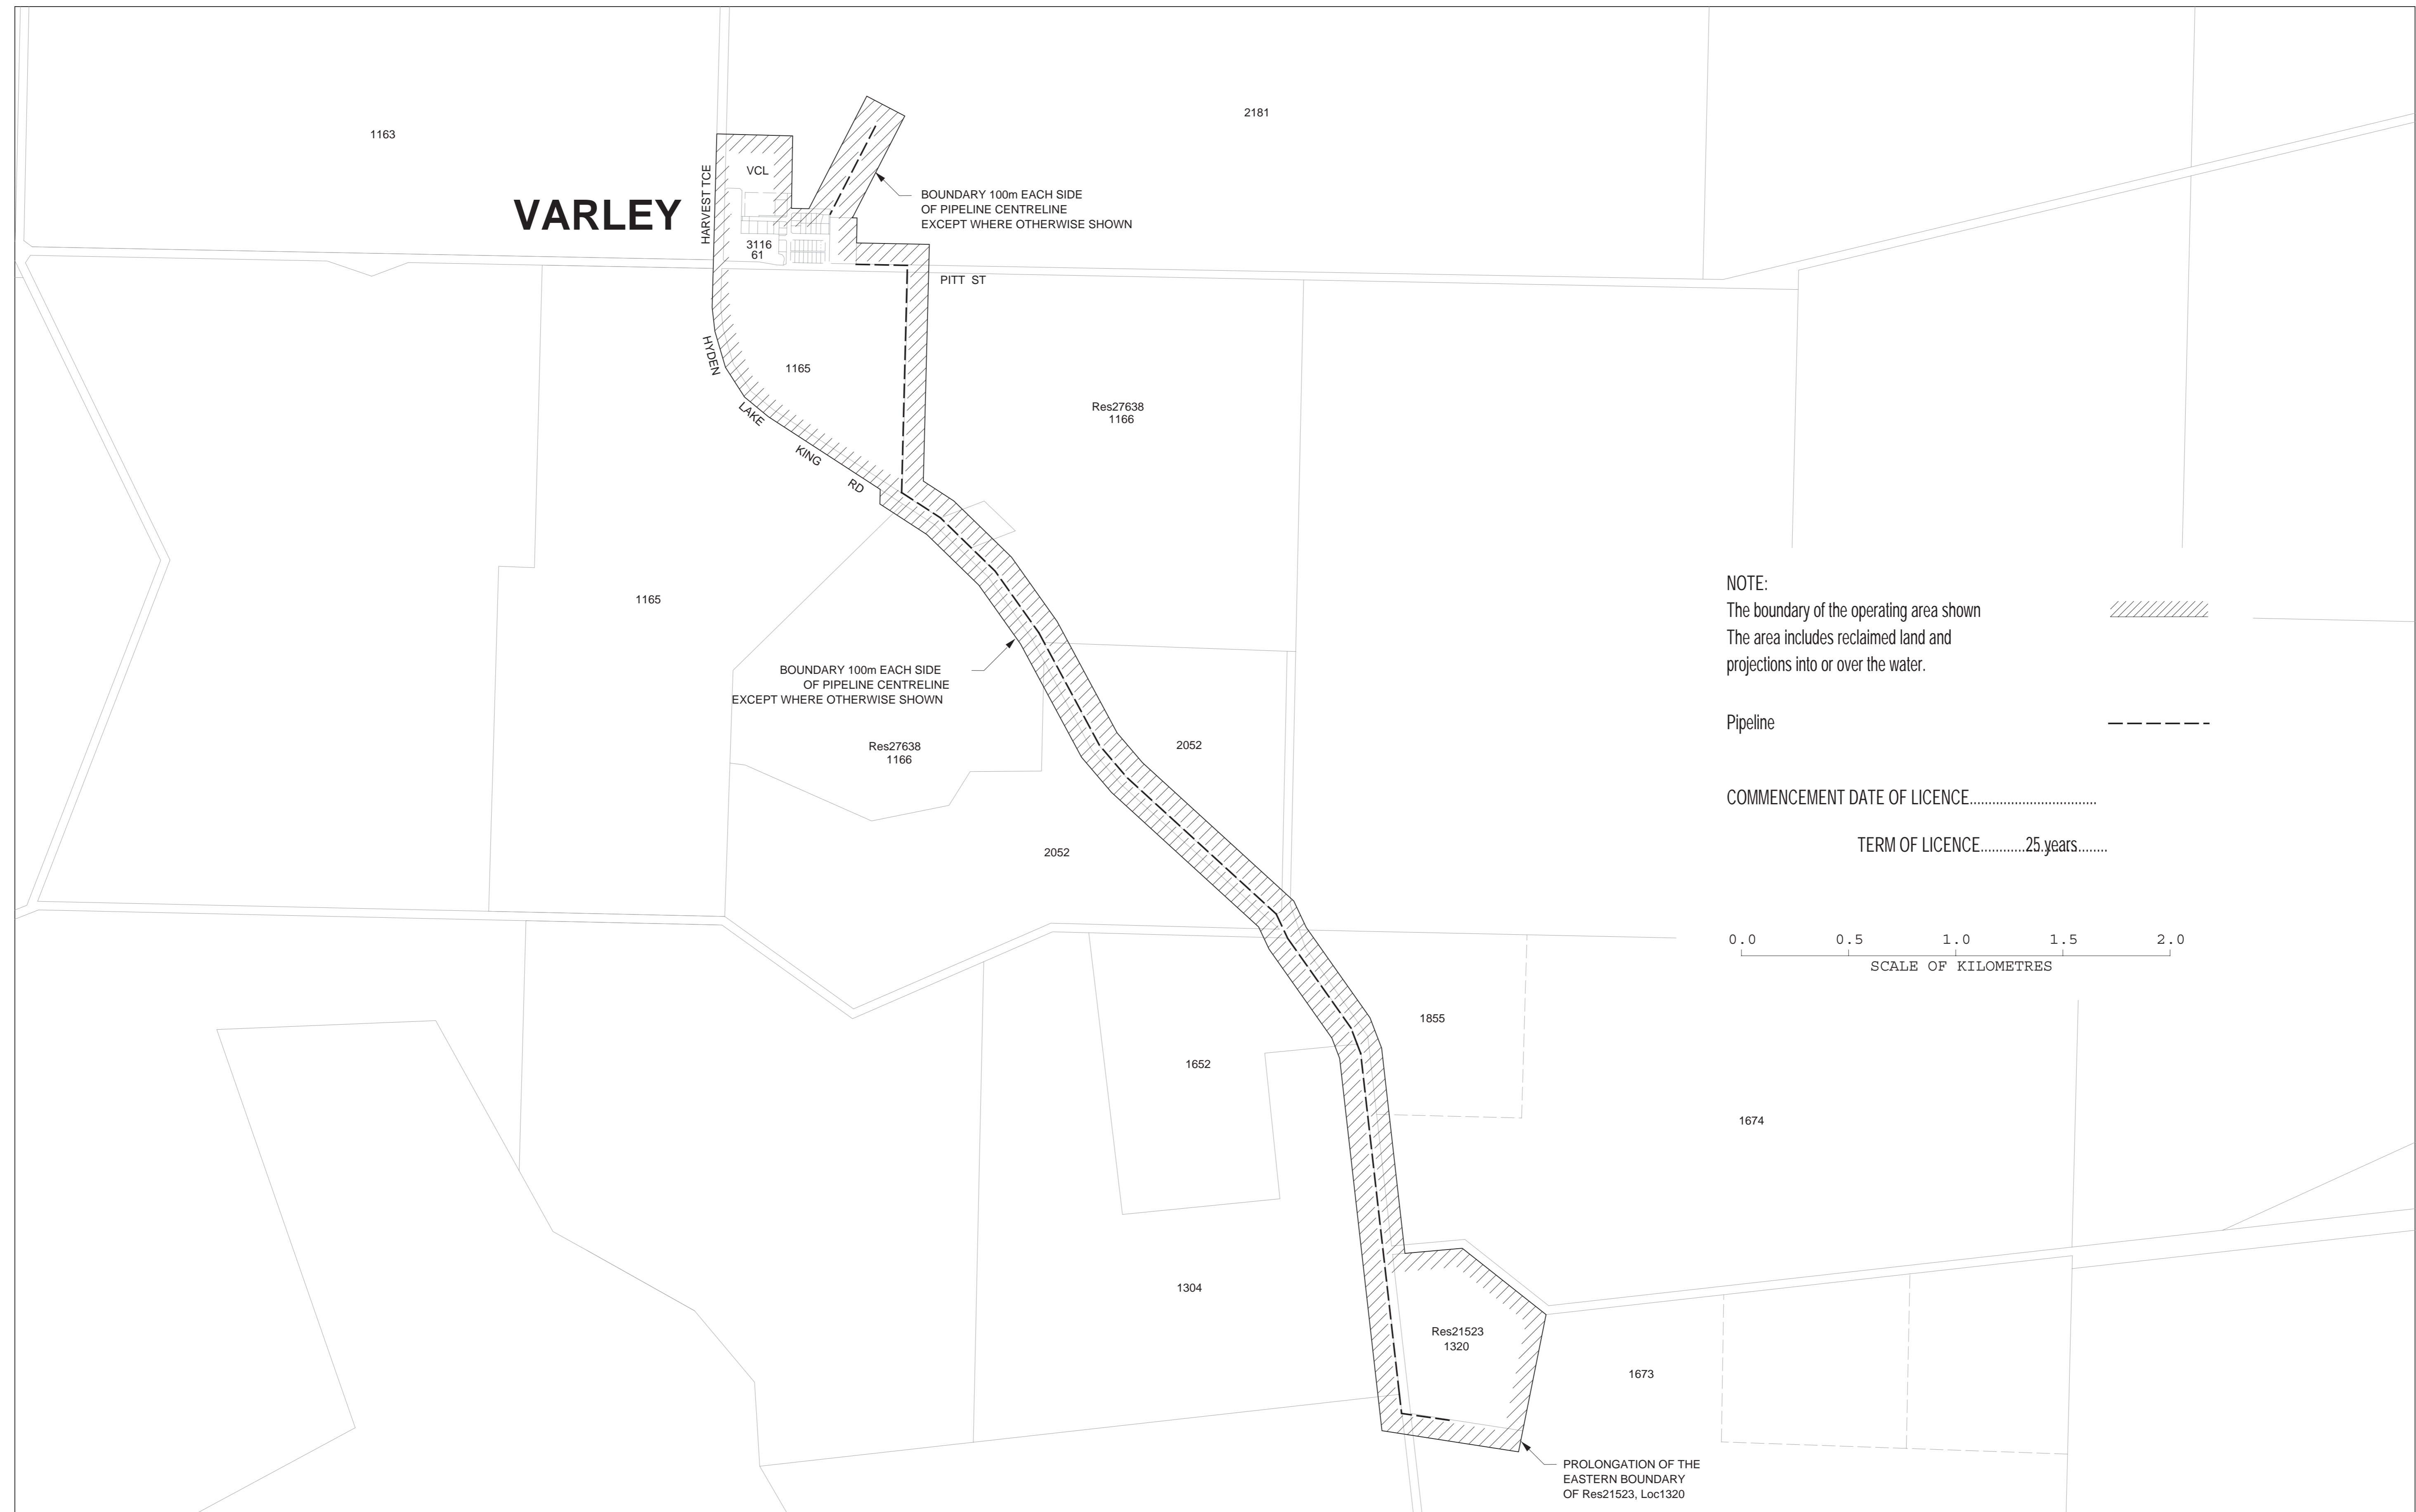 2181
1163
VCL
HARVEST TCE
VARLEY
BOUNDARY 100m EACH SIDE
OF PIPELINE CENTRELINE
EXCEPT WHERE OTHERWISE SHOWN
3116
61
PITT ST
HYDEN
1165
LAKE
KING
RD
Res27638
1166
1165
NOTE:
The boundary of the operating area shown
The area includes reclaimed land and
projections into or over the water.
BOUNDARY 100m EACH SIDE
OF PIPELINE CENTRELINE
EXCEPT WHERE OTHERWISE SHOWN
Pipeline
Res27638
1166
2052
COMMENCEMENT DATE OF LICENCE..................................
TERM OF LICENCE............25 years........
2052
0.0 0.5 1.0 1.5 2.0
SCALE OF KILOMETRES
1855
1652
1674
1304
Res21523
1320
1673
PROLONGATION OF THE
EASTERN BOUNDARY
OF Res21523, Loc1320